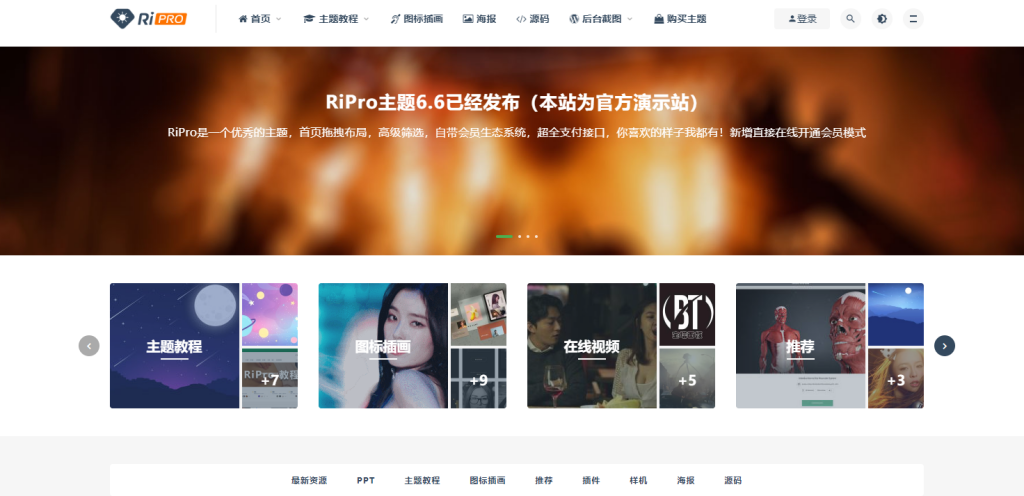 RiPRO
首页
主题教程
图标插画
海报
</> 源码
后台截图
购买主题
登录
RiPro主题6.6已经发布（本站为官方演示站）
RiPro是一个优秀的主题，首页拖拽布局，高级筛选，自带会员生态系统，超全支付接口，你喜欢的样子我都有！新增直接在线开通会员模式
主题教程
RiPro-教程
+7
图标插画
+9
在线视频
BT
+5
推荐
+3
最新资源 PPT 主题教程 图标插画 推荐 插件 样机 海报 源码